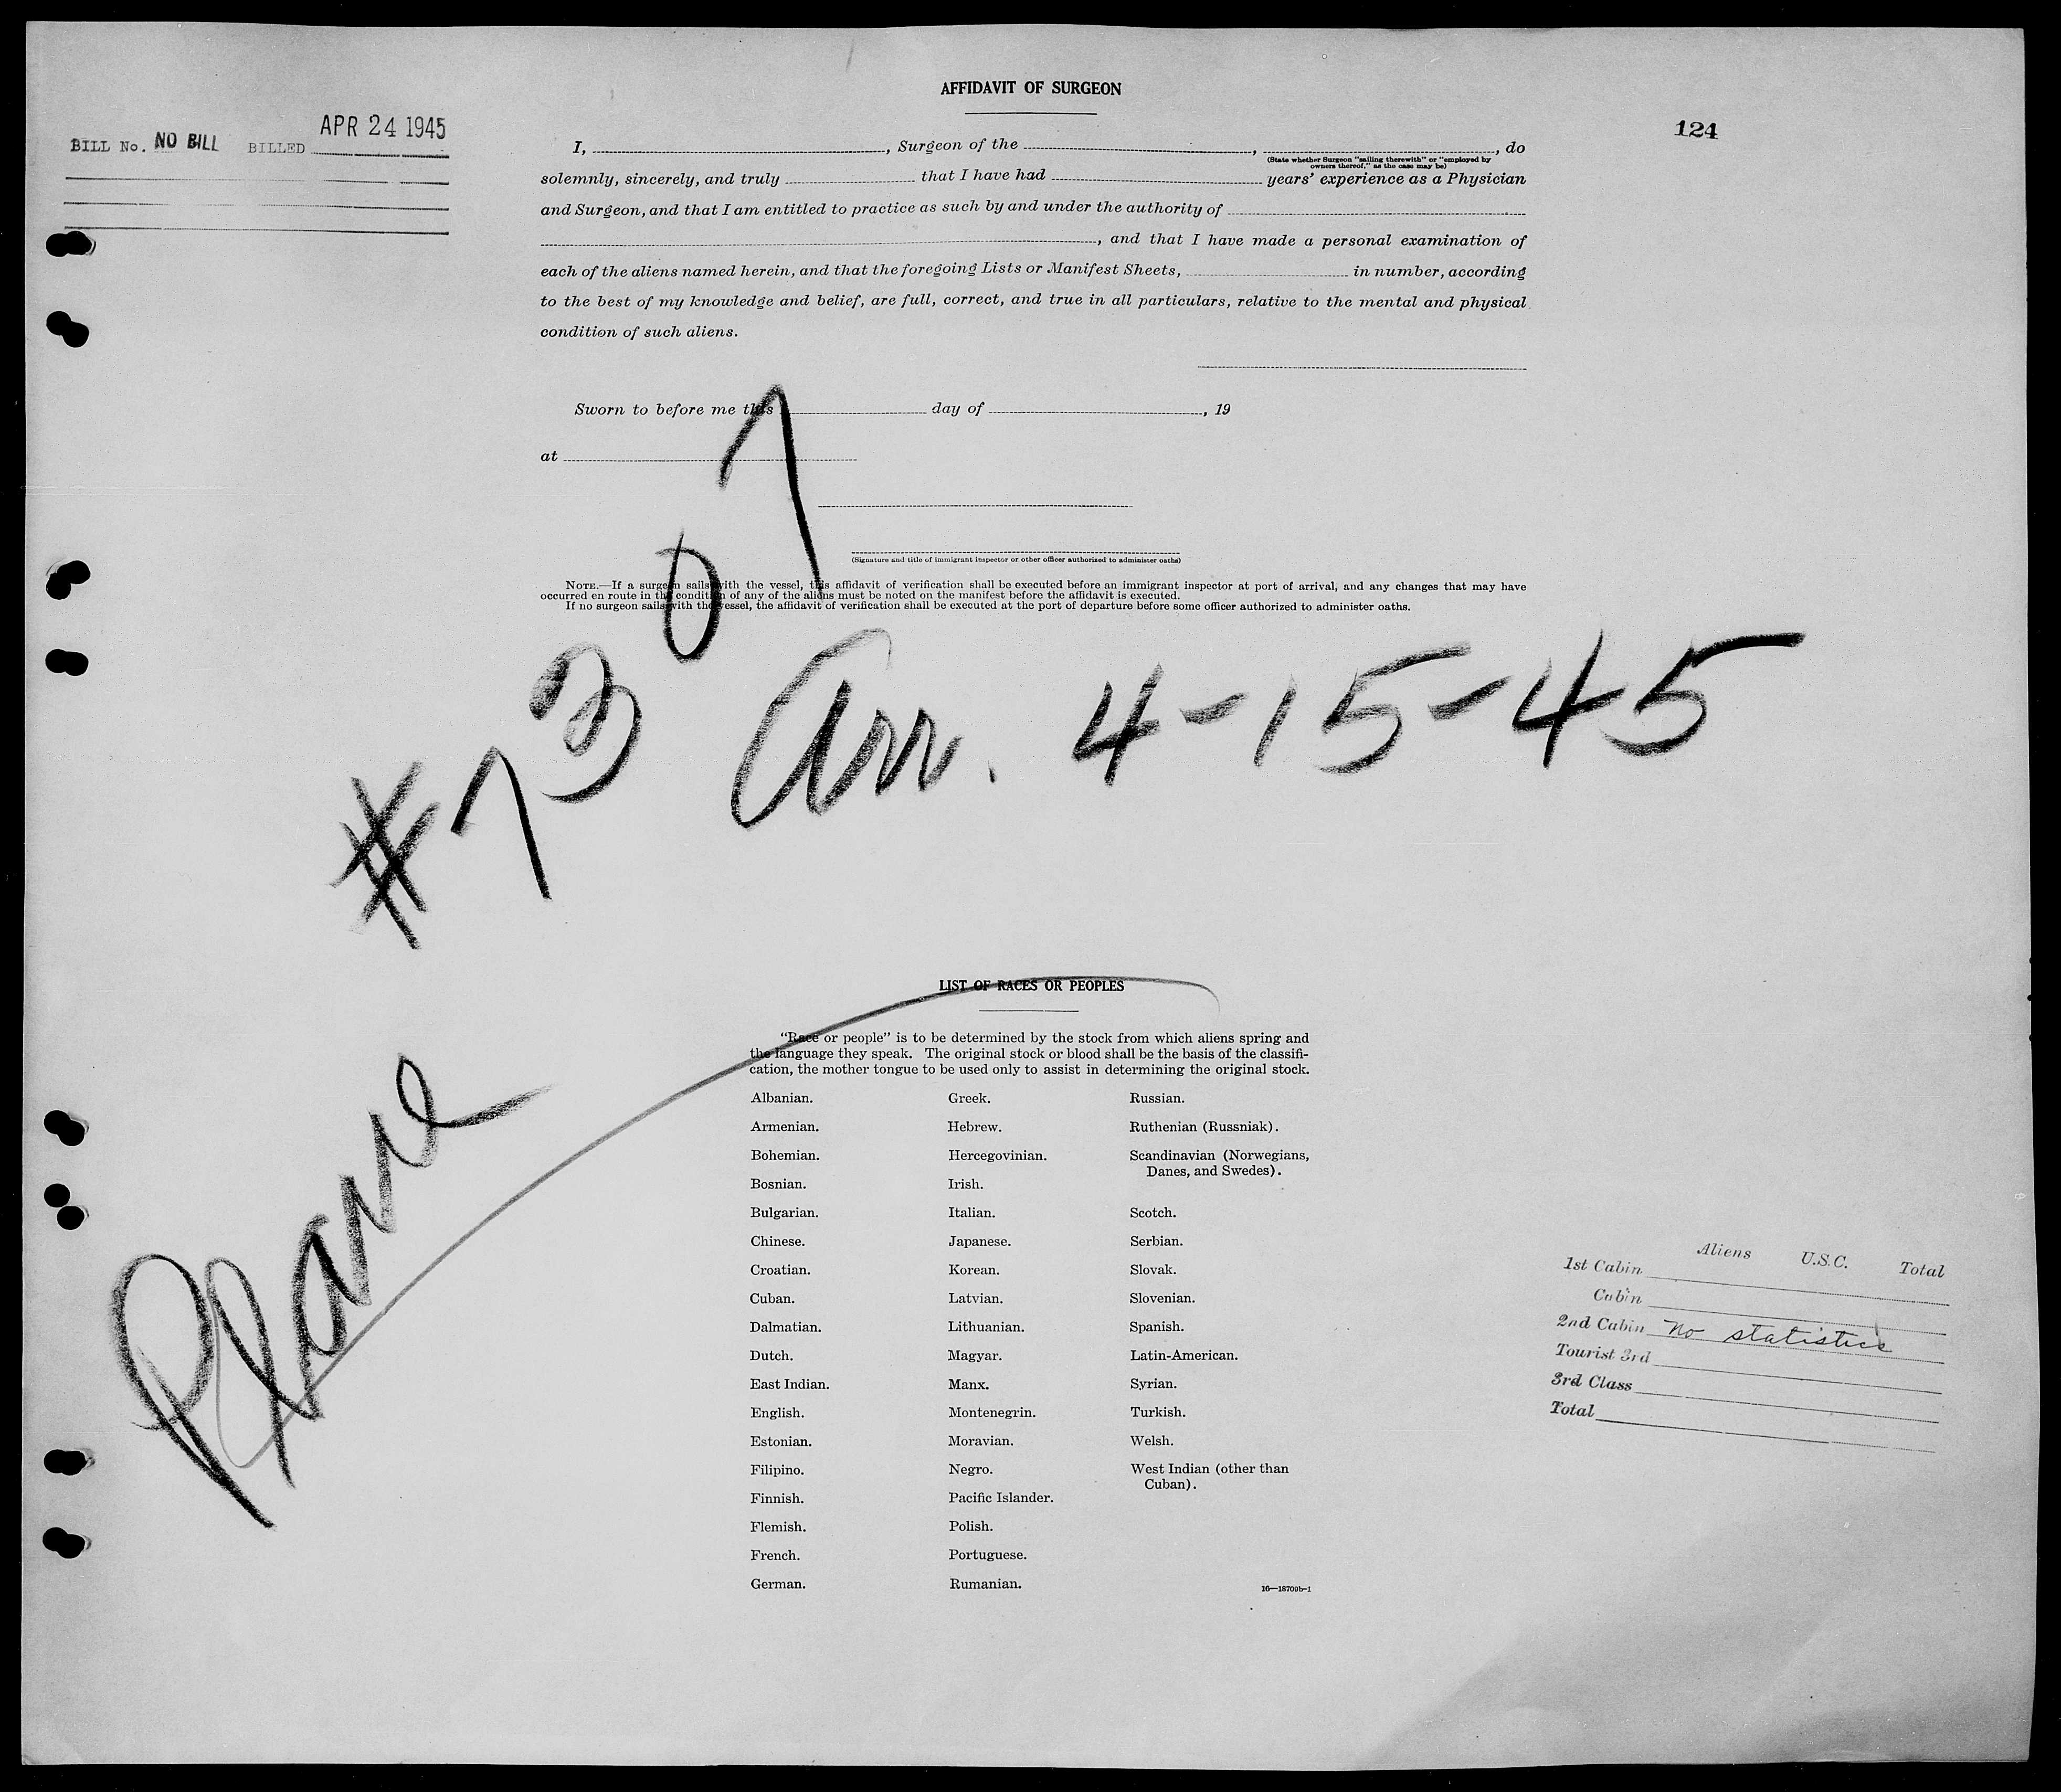 AFFIDAVIT OF SURGEON
124
APR 24 1945
BILL No. NO BILL BILLED
I, , Surgeon of the , , do
(State whether Surgeon "sailing therewith" or "employed by
owners thereof," as the case may be)
solemnly, sincerely, and truly that I have had years' experience as a Physician
and Surgeon, and that I am entitled to practice as such by and under the authority of
, and that I have made a personal examination of
each of the aliens named herein, and that the foregoing Lists or Manifest Sheets, in number, according
to the best of my knowledge and belief, are full, correct, and true in all particulars, relative to the mental and physical
condition of such aliens.
Sworn to before me this day of , 19
at
(Signature and title of immigrant inspector or other officer authorized to administer oaths)
NOTE.—If a surgeon sails with the vessel, this affidavit of verification shall be executed before an immigrant inspector at port of arrival, and any changes that may have
occurred en route in the condition of any of the aliens must be noted on the manifest before the affidavit is executed.
If no surgeon sails with the vessel, the affidavit of verification shall be executed at the port of departure before some officer authorized to administer oaths.
#7307
Arr. 4-15-45
Plane
LIST OF RACES OR PEOPLES
"Race or people" is to be determined by the stock from which aliens spring and
the language they speak. The original stock or blood shall be the basis of the classifi-
cation, the mother tongue to be used only to assist in determining the original stock.
Albanian.
Armenian.
Bohemian.
Bosnian.
Bulgarian.
Chinese.
Croatian.
Cuban.
Dalmatian.
Dutch.
East Indian.
English.
Estonian.
Filipino.
Finnish.
Flemish.
French.
German.
Greek.
Hebrew.
Hercegovinian.
Irish.
Italian.
Japanese.
Korean.
Latvian.
Lithuanian.
Magyar.
Manx.
Montenegrin.
Moravian.
Negro.
Pacific Islander.
Polish.
Portuguese.
Rumanian.
Russian.
Ruthenian (Russniak).
Scandinavian (Norwegians,
Danes, and Swedes).
Scotch.
Serbian.
Slovak.
Slovenian.
Spanish.
Latin-American.
Syrian.
Turkish.
Welsh.
West Indian (other than
Cuban).
16—18709b-1
Aliens U.S.C. Total
1st Cabin
Cabin
2nd Cabin No statistics
Tourist 3rd
3rd Class
Total